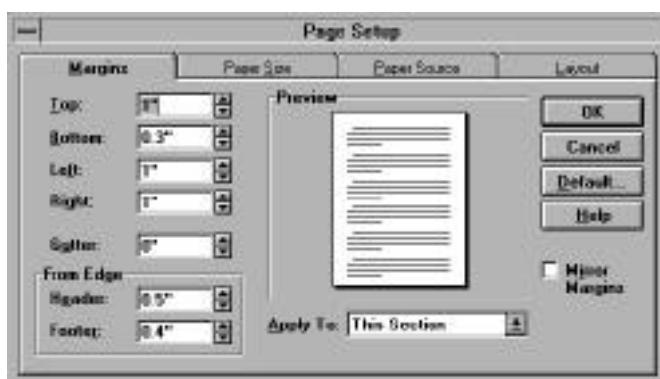 Page Setup
Margins Paper Size Paper Source Layout
Top:
Bottom: 0.3"
Left: 1"
Right: 1"
Gutter: 0"
From Edge
Header: 0.5"
Footer: 0.4"
Preview
Apply To: This Section
OK
Cancel
Default...
Help
Mirror
Margins